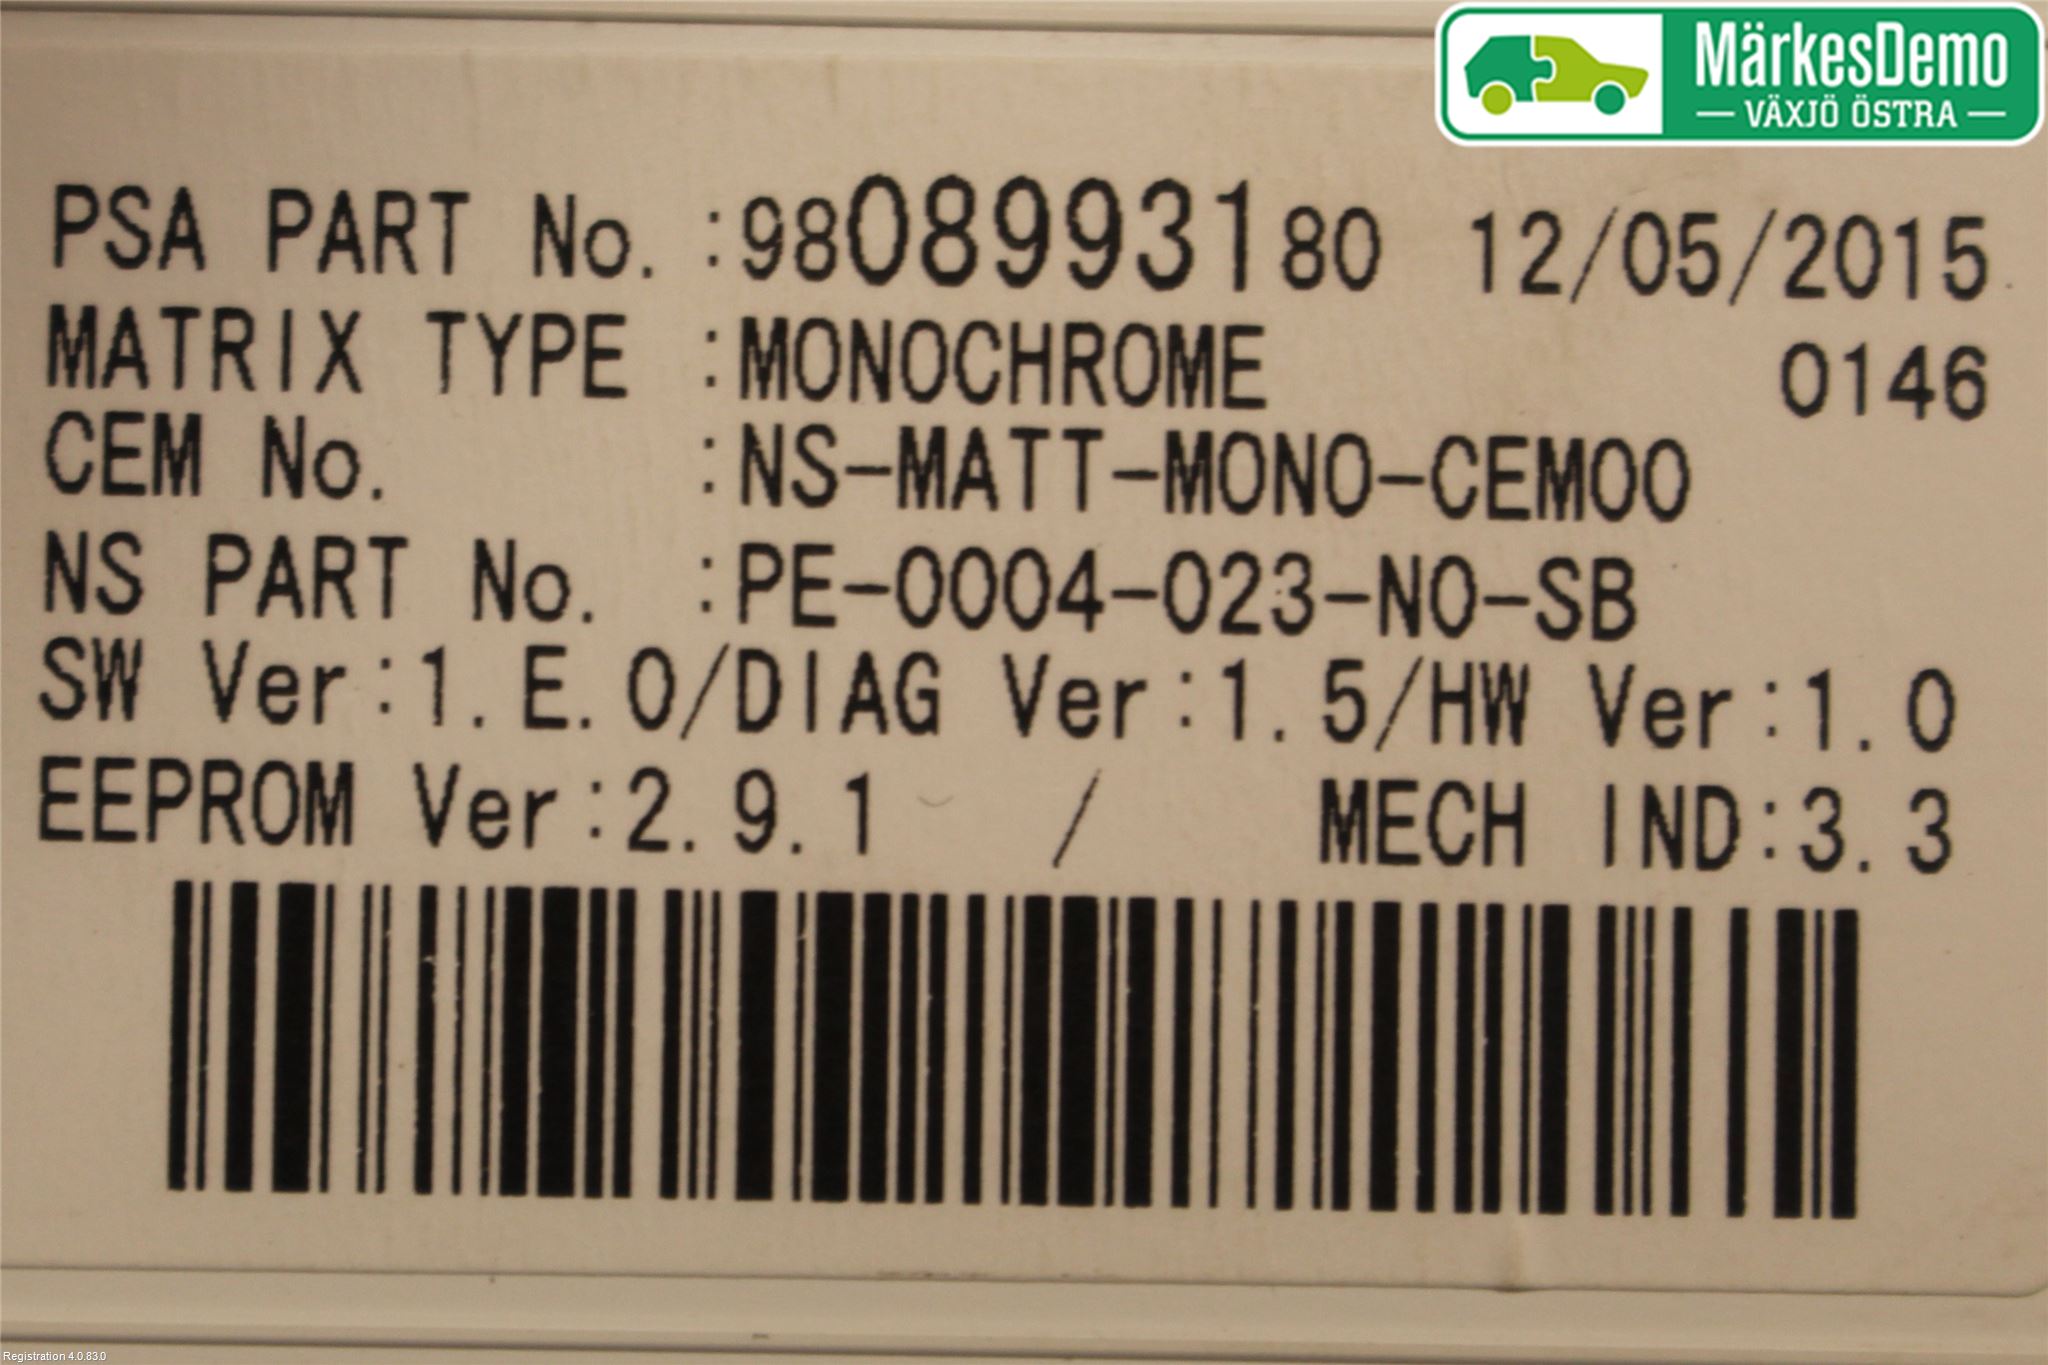 MärkesDemo
VÄXJÖ ÖSTRA
PSA PART No. :9808993180 12/05/2015
MATRIX TYPE :MONOCHROME 0146
CEM No. :NS-MATT-MONO-CEM00
NS PART No. :PE-0004-023-NO-SB
SW Ver:1.E.0/DIAG Ver:1.5/HW Ver:1.0
EEPROM Ver:2.9.1 / MECH IND:3.3
Registration 4.0.83.0